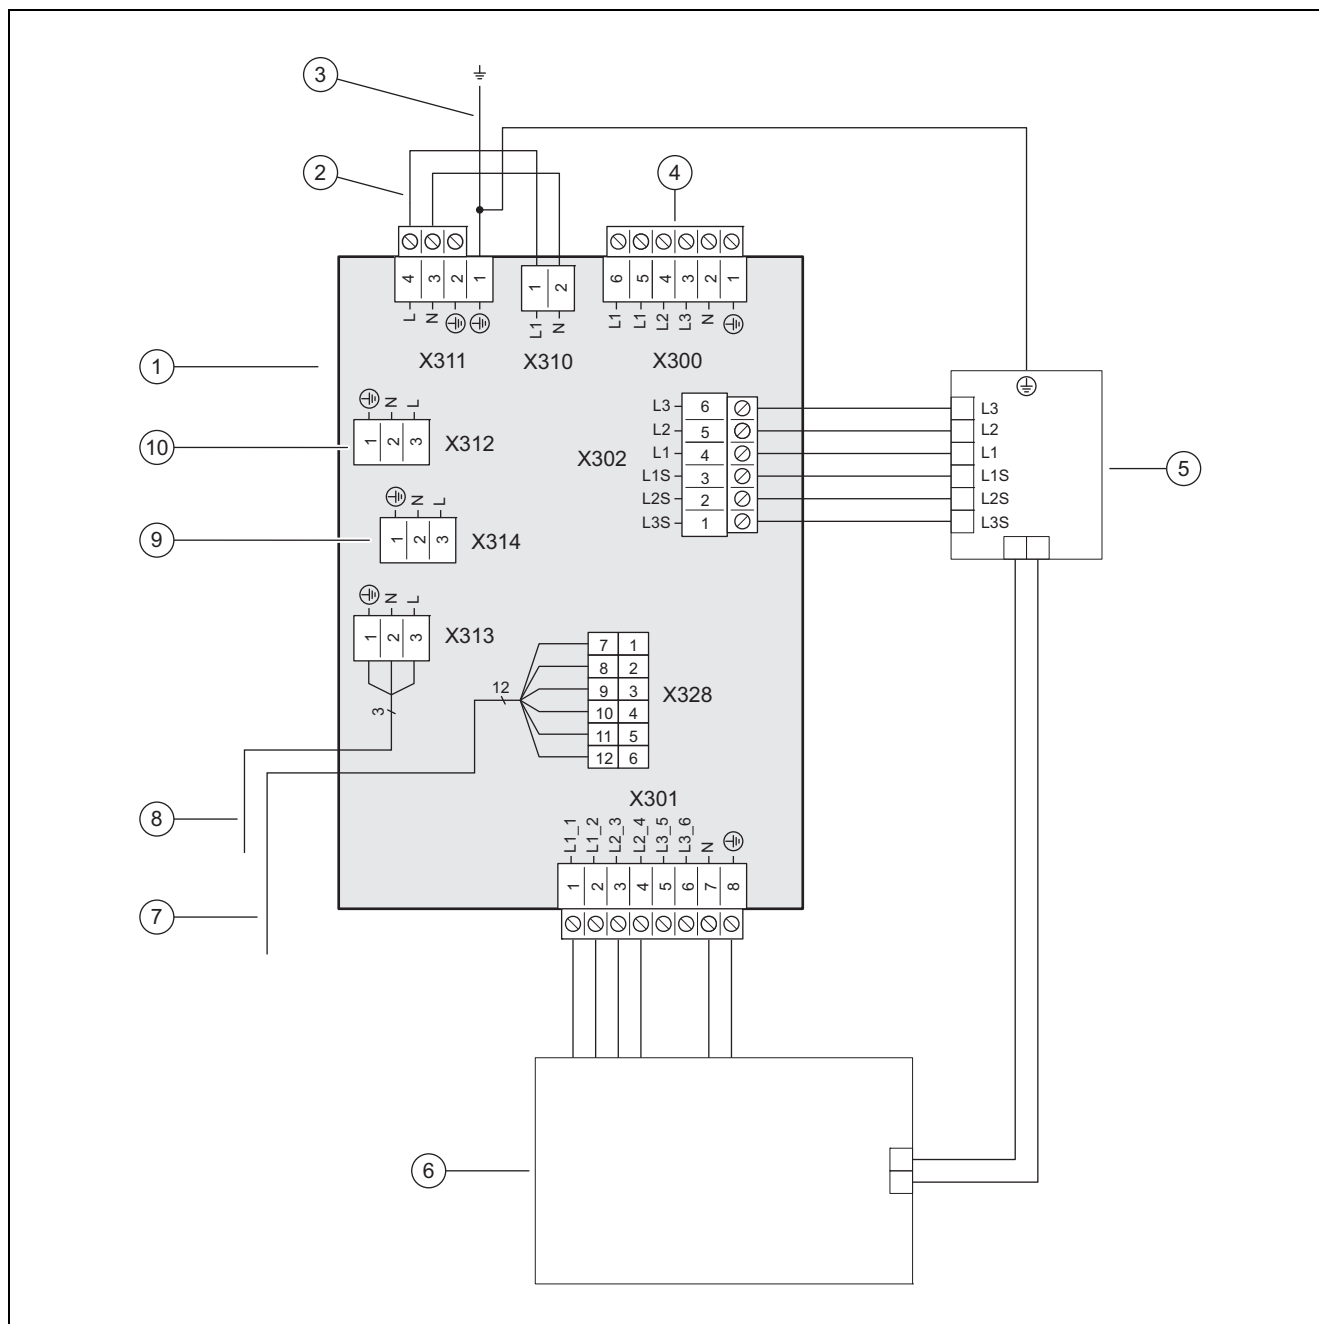 3
2
4
4 3 2 1
L N
X311
1 2
L1 N
X310
6 5 4 3 2 1
L1 L1 L2 L3 N
X300
1
N L
1 2 3
X312
10
L3 6
L2 5
L1 4
L1S 3
L2S 2
L3S 1
X302
L3
L2
L1
L1S
L2S
L3S
5
N L
1 2 3
X314
9
N L
1 2 3
X313
3
12
7 1
8 2
9 3
10 4
11 5
12 6
X328
8
7
X301
L1_1 L1_2 L2_3 L2_4 L3_5 L3_6 N
1 2 3 4 5 6 7 8
6